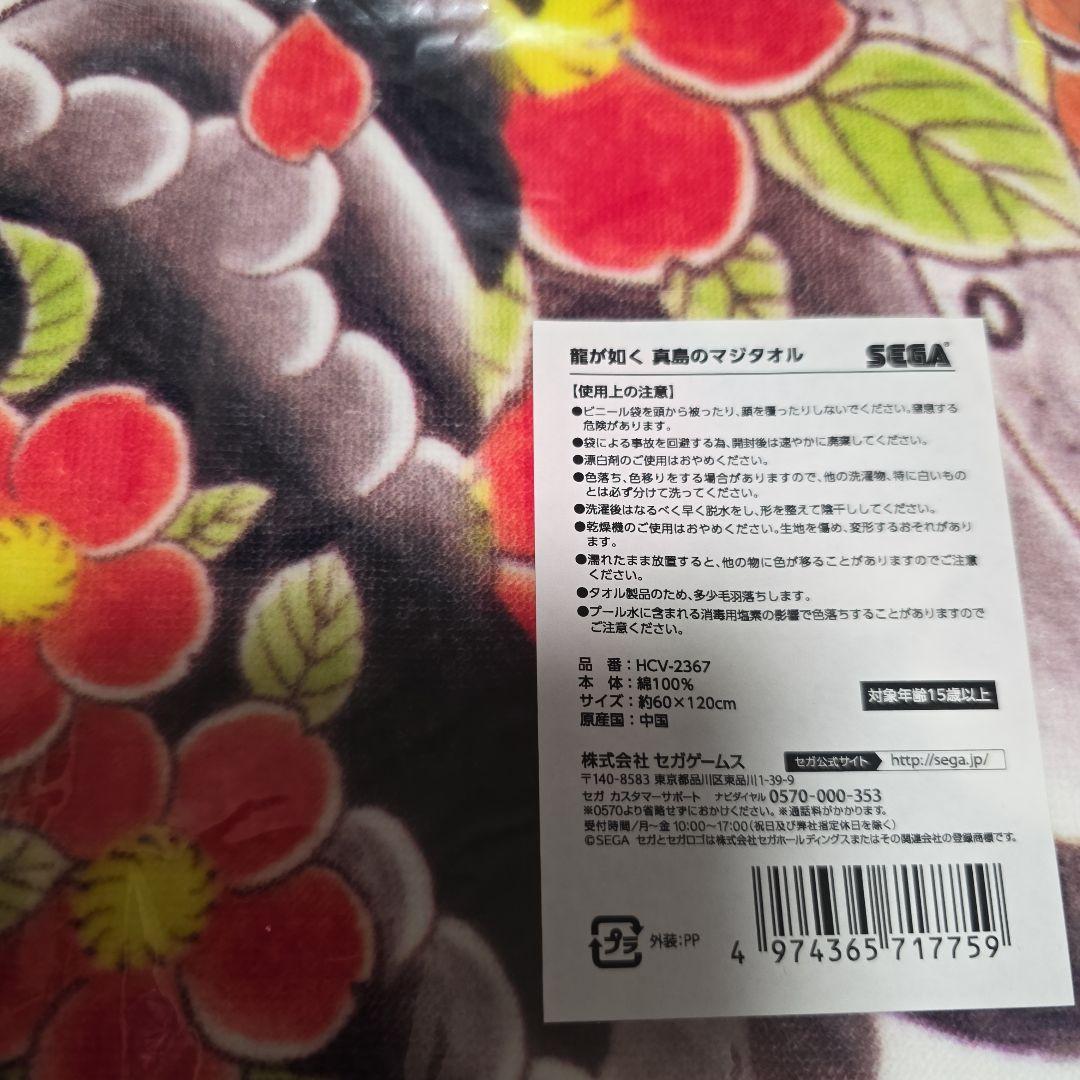 龍が如く 真島のマジタオル SEGA
【使用上の注意】
●ビニール袋を頭から被ったり、顔を覆ったりしないでください。窒息する
危険があります。
●袋による事故を回避する為、開封後は速やかに廃棄してください。
●漂白剤のご使用はおやめください。
●色落ち、色移りをする場合がありますので、他の洗濯物、特に白いもの
とは必ず分けて洗ってください。
●洗濯後はなるべく早く脱水をし、形を整えて陰干ししてください。
●乾燥機のご使用はおやめください。生地を傷め、変形するおそれがあり
ます。
●濡れたまま放置すると、他の物に色が移ることがありますのでご注意
ください。
●タオル製品のため、多少毛羽落ちします。
●プール水に含まれる消毒用塩素の影響で色落ちすることがありますので
ご注意ください。
品 番：HCV-2367
本 体：綿100%
サイズ：約60×120cm
原産国：中国
対象年齢15歳以上
株式会社 セガゲームス
セガ公式サイト http://sega.jp/
〒140-8583 東京都品川区東品川1-39-9
セガ カスタマーサポート ナビダイヤル 0570-000-353
※0570より省略せずにおかけください。※通話料がかかります。
受付時間/月～金 10:00～17:00（祝日及び弊社指定休日を除く）
©SEGA セガとセガロゴは株式会社セガホールディングスまたはその関連会社の登録商標です。
プラ 外装：PP
4 974365 717759